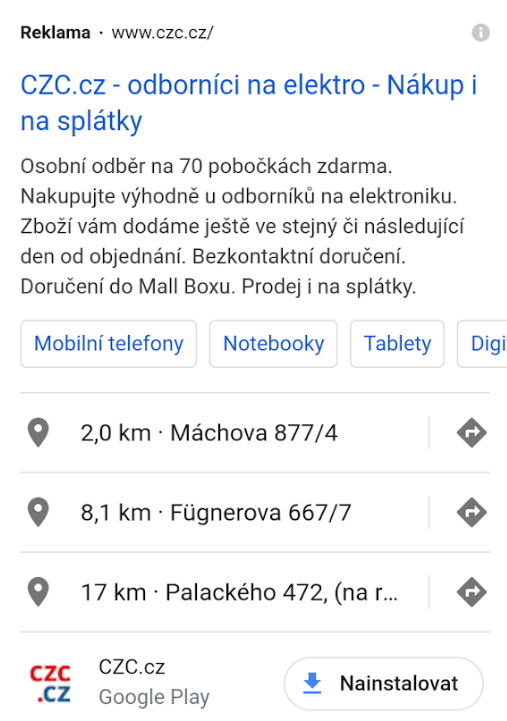 Reklama · www.czc.cz/
CZC.cz - odborníci na elektro - Nákup i
na splátky
Osobní odběr na 70 pobočkách zdarma.
Nakupujte výhodně u odborníků na elektroniku.
Zboží vám dodáme ještě ve stejný či následující
den od objednání. Bezkontaktní doručení.
Doručení do Mall Boxu. Prodej i na splátky.
Mobilní telefony Notebooky Tablety Digi
2,0 km · Máchova 877/4
8,1 km · Fügnerova 667/7
17 km · Palackého 472, (na r...
CZC.cz
Google Play
Nainstalovat
CZC
.CZ